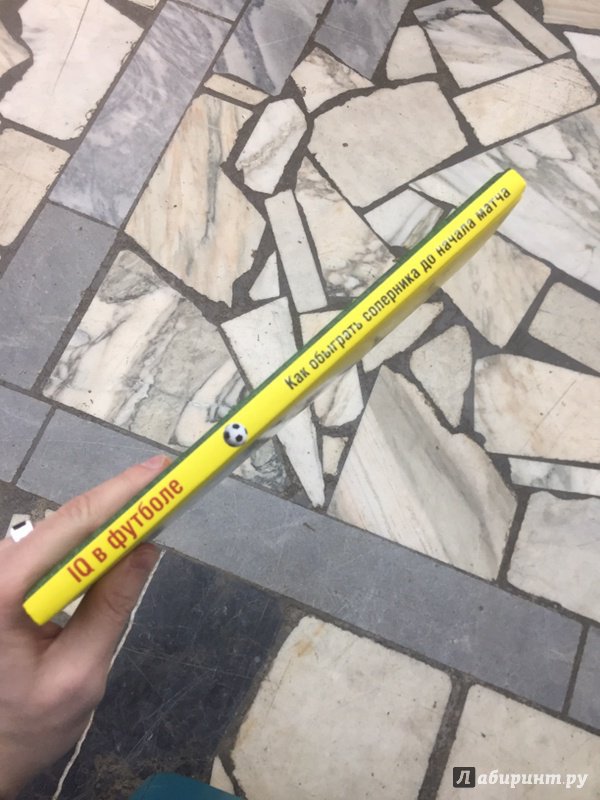 IQ в футболе
Как обыграть соперника до начала матча
Лабиринт.ру